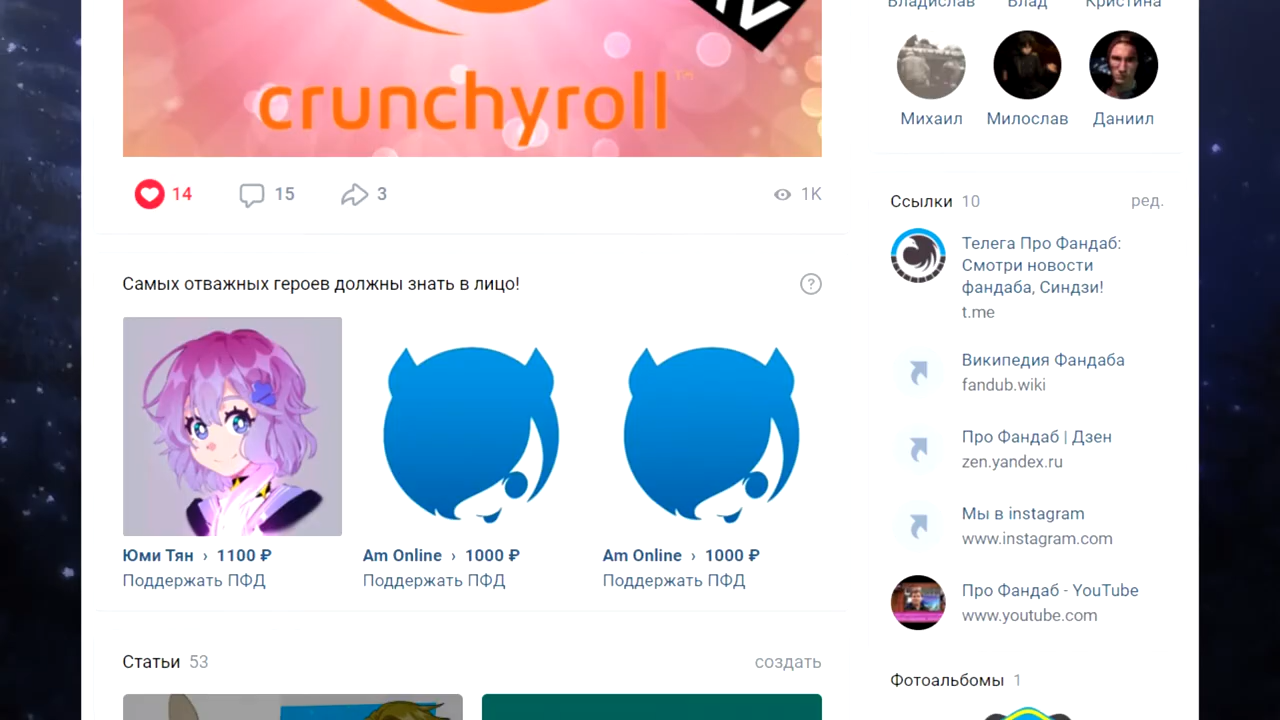 Владислав Влад Кристина
crunchyroll™
Михаил Милослав Даниил
14 15 3 1K
Самых отважных героев должны знать в лицо!
?
Юми Тян › 1100 ₽
Поддержать ПФД
Am Online › 1000 ₽
Поддержать ПФД
Am Online › 1000 ₽
Поддержать ПФД
Статьи 53 создать
Ссылки 10 ред.
Телега Про Фандаб:
Смотри новости
фандаба, Синдзи!
t.me
Википедия Фандаба
fandub.wiki
Про Фандаб | Дзен
zen.yandex.ru
Мы в instagram
www.instagram.com
Про Фандаб - YouTube
www.youtube.com
Фотоальбомы 1